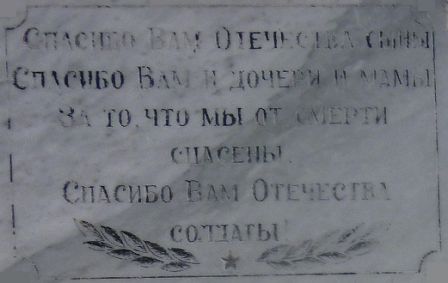 Спасибо Вам Отечества сыны
Спасибо Вам и дочери и мамы
За то, что мы от смерти
спасены.
Спасибо Вам Отечества
солдаты!